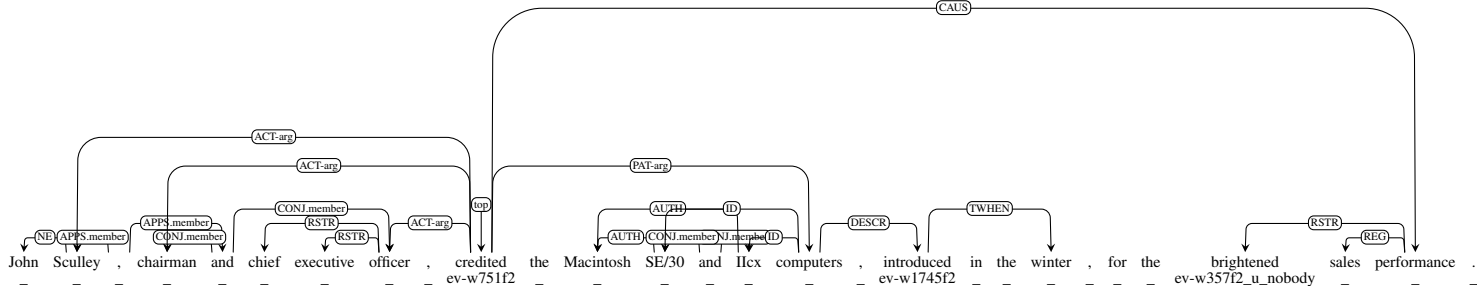 CAUS
ACT-arg
ACT-arg PAT-arg
top
CONJ.member AUTH ID
NE APPS.member APPS.member CONJ.member RSTR RSTR ACT-arg AUTH CONJ.member ID DESCR TWHEN RSTR REG
John Sculley , chairman and chief executive officer , credited the Macintosh SE/30 and IIcx computers , introduced in the winter , for the brightened sales performance .
_ _ _ _ _ _ _ _ _ ev-w751f2 _ _ _ _ _ _ _ ev-w1745f2 _ _ _ _ _ _ ev-w357f2_u_nobody _ _ _